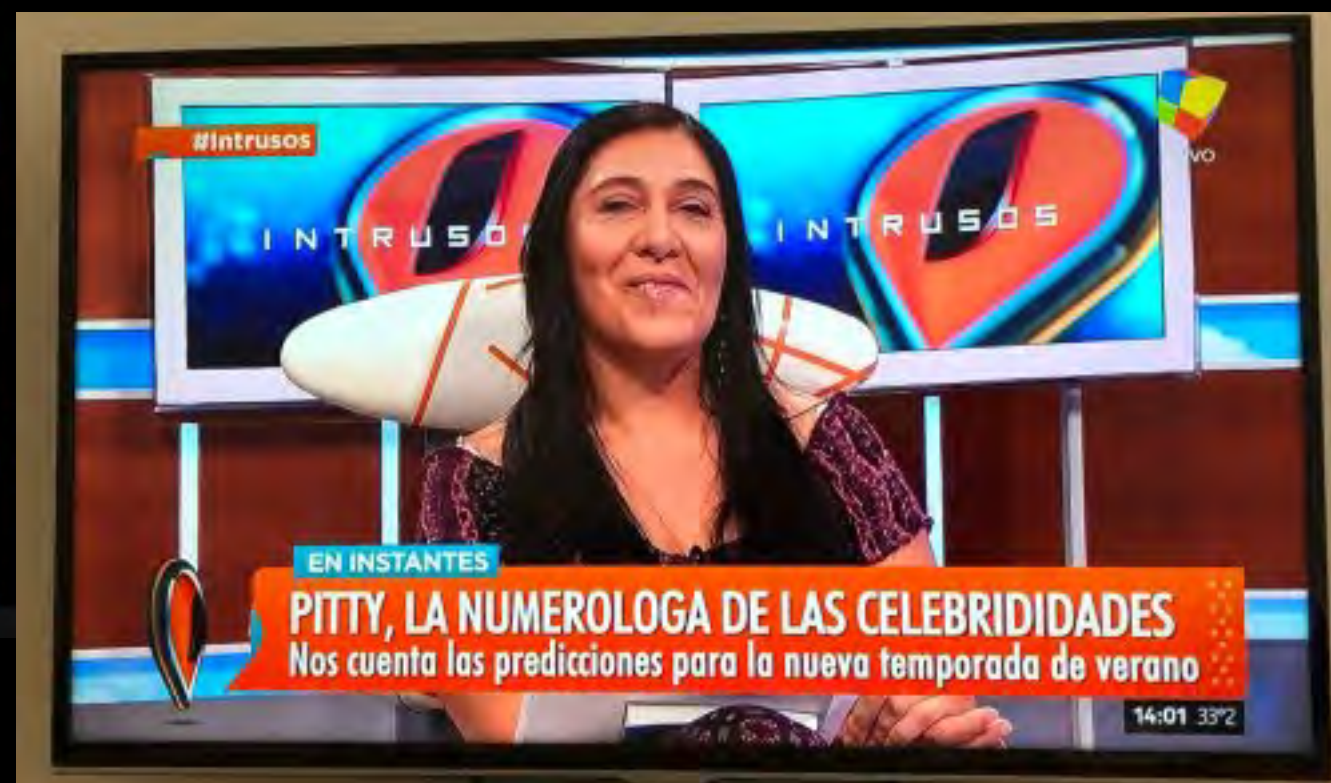 #Intrusos
INTRUSOS
INTRUSOS
VO
EN INSTANTES
PITTY, LA NUMEROLOGA DE LAS CELEBRIDIDADES
Nos cuenta las predicciones para la nueva temporada de verano
14:01 33°2